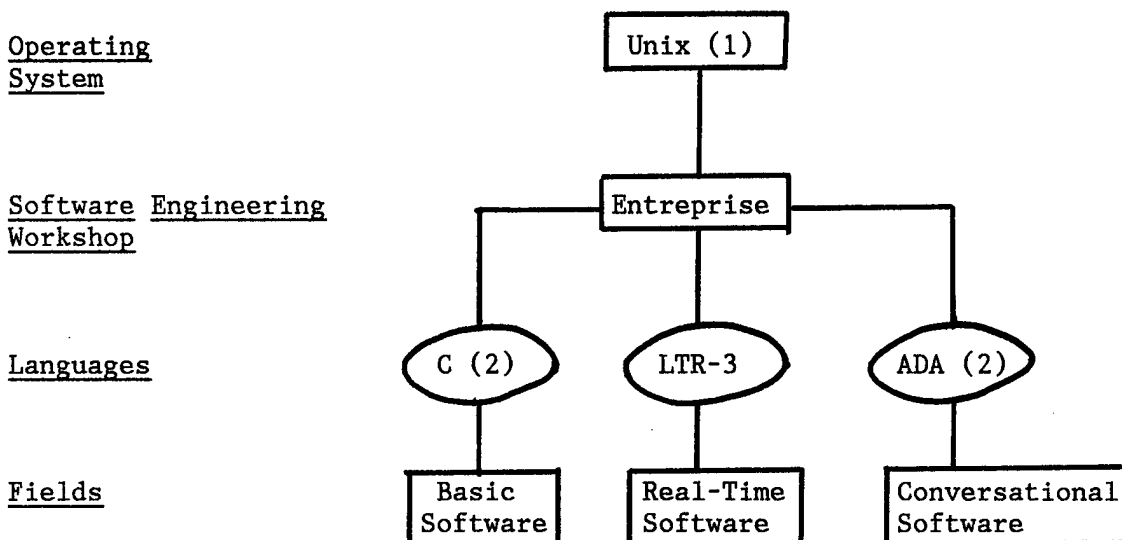 Operating
System
Unix (1)
Software Engineering
Workshop
Entreprise
Languages
C (2)
LTR-3
ADA (2)
Fields
Basic
Software
Real-Time
Software
Conversational
Software